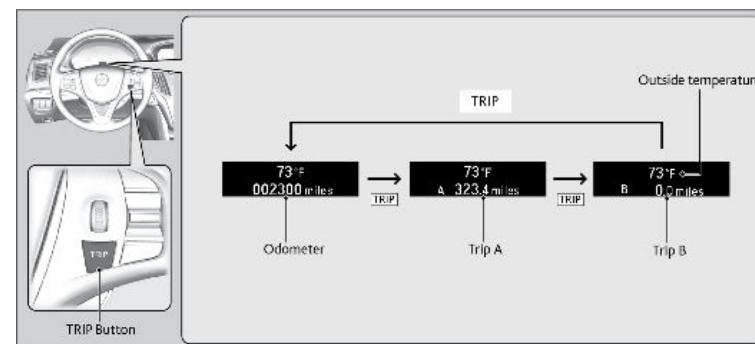 Outside temperatur
TRIP
73°F
002300 miles
TRIP
73°F
A 323.4 miles
TRIP
73°F
B 0.0 miles
Odometer
Trip A
Trip B
TRIP
TRIP Button